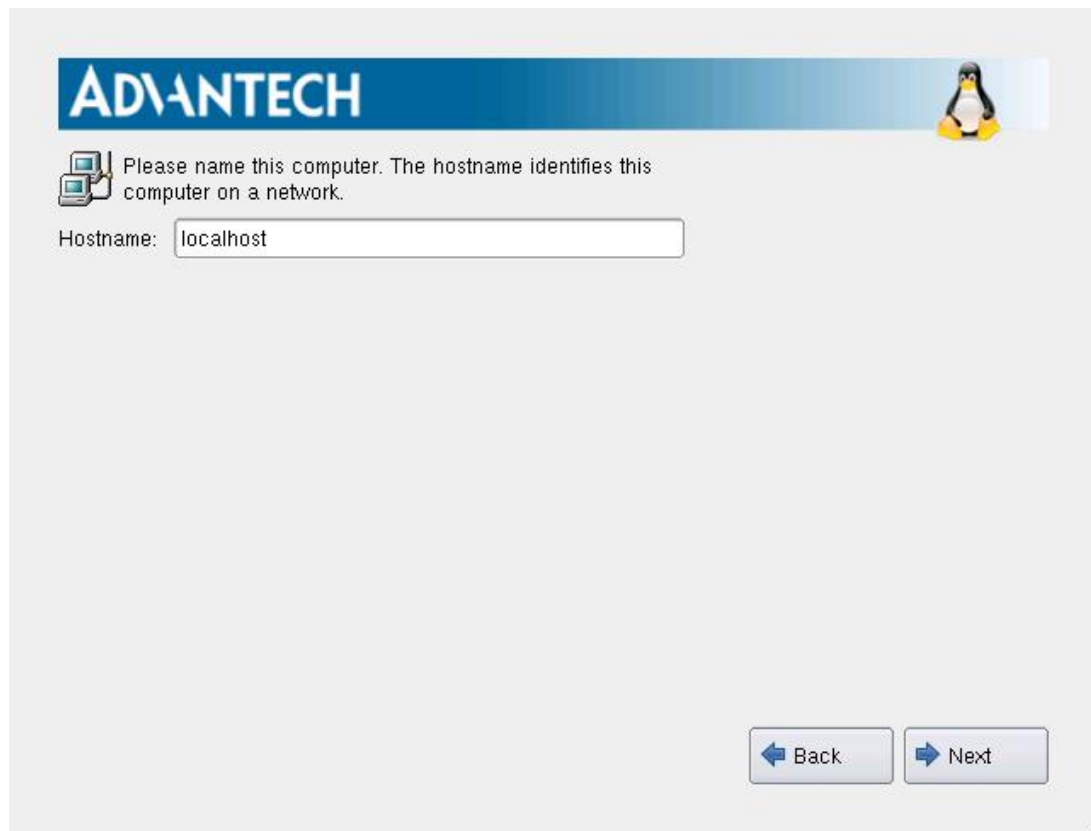 ADVANTECH
Please name this computer. The hostname identifies this
computer on a network.
Hostname: localhost
Back Next